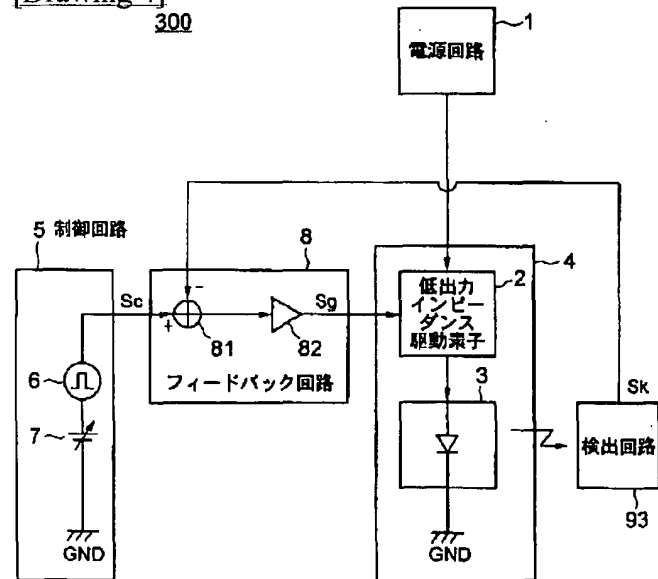 [Drawing 4]
300
1
電源回路
5 制御回路
8
4
Sc
−
+
81
82
Sg
2
低出力
インピー
ダンス
駆動素子
6
フィードバック回路
3
Sk
7
検出回路
93
GND
GND